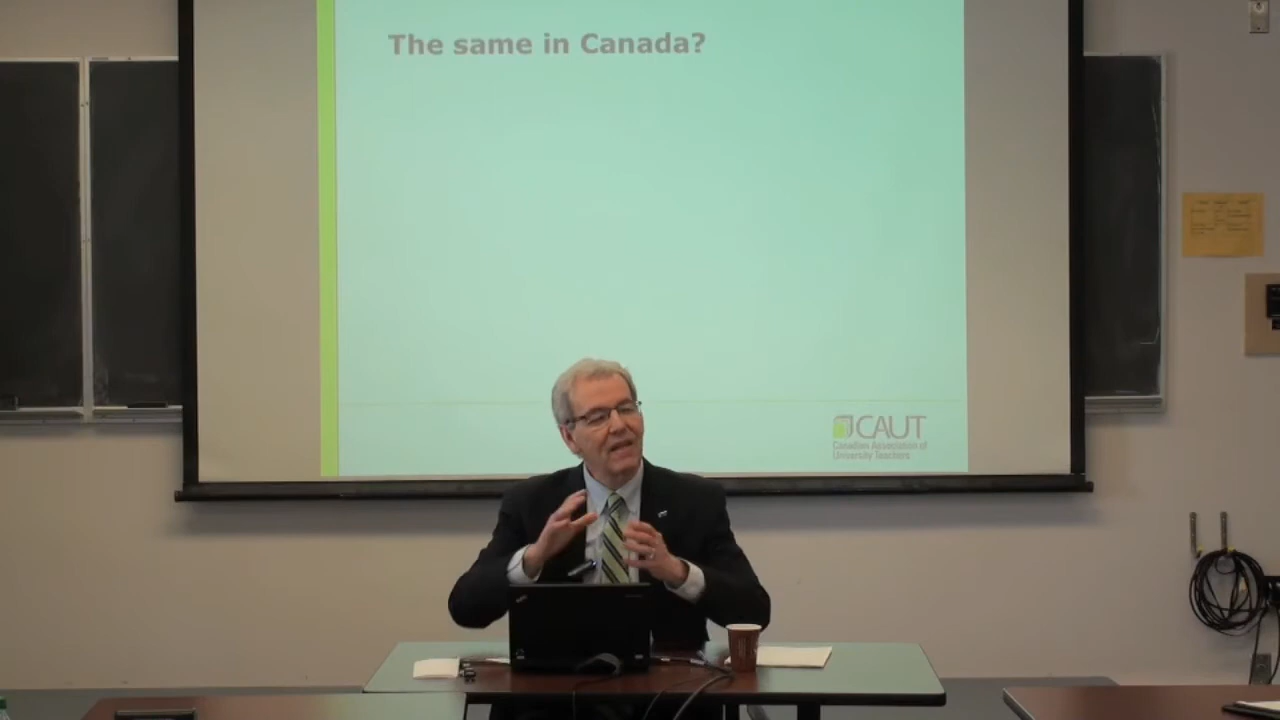 The same in Canada?
CAUT
Canadian Association of
University Teachers